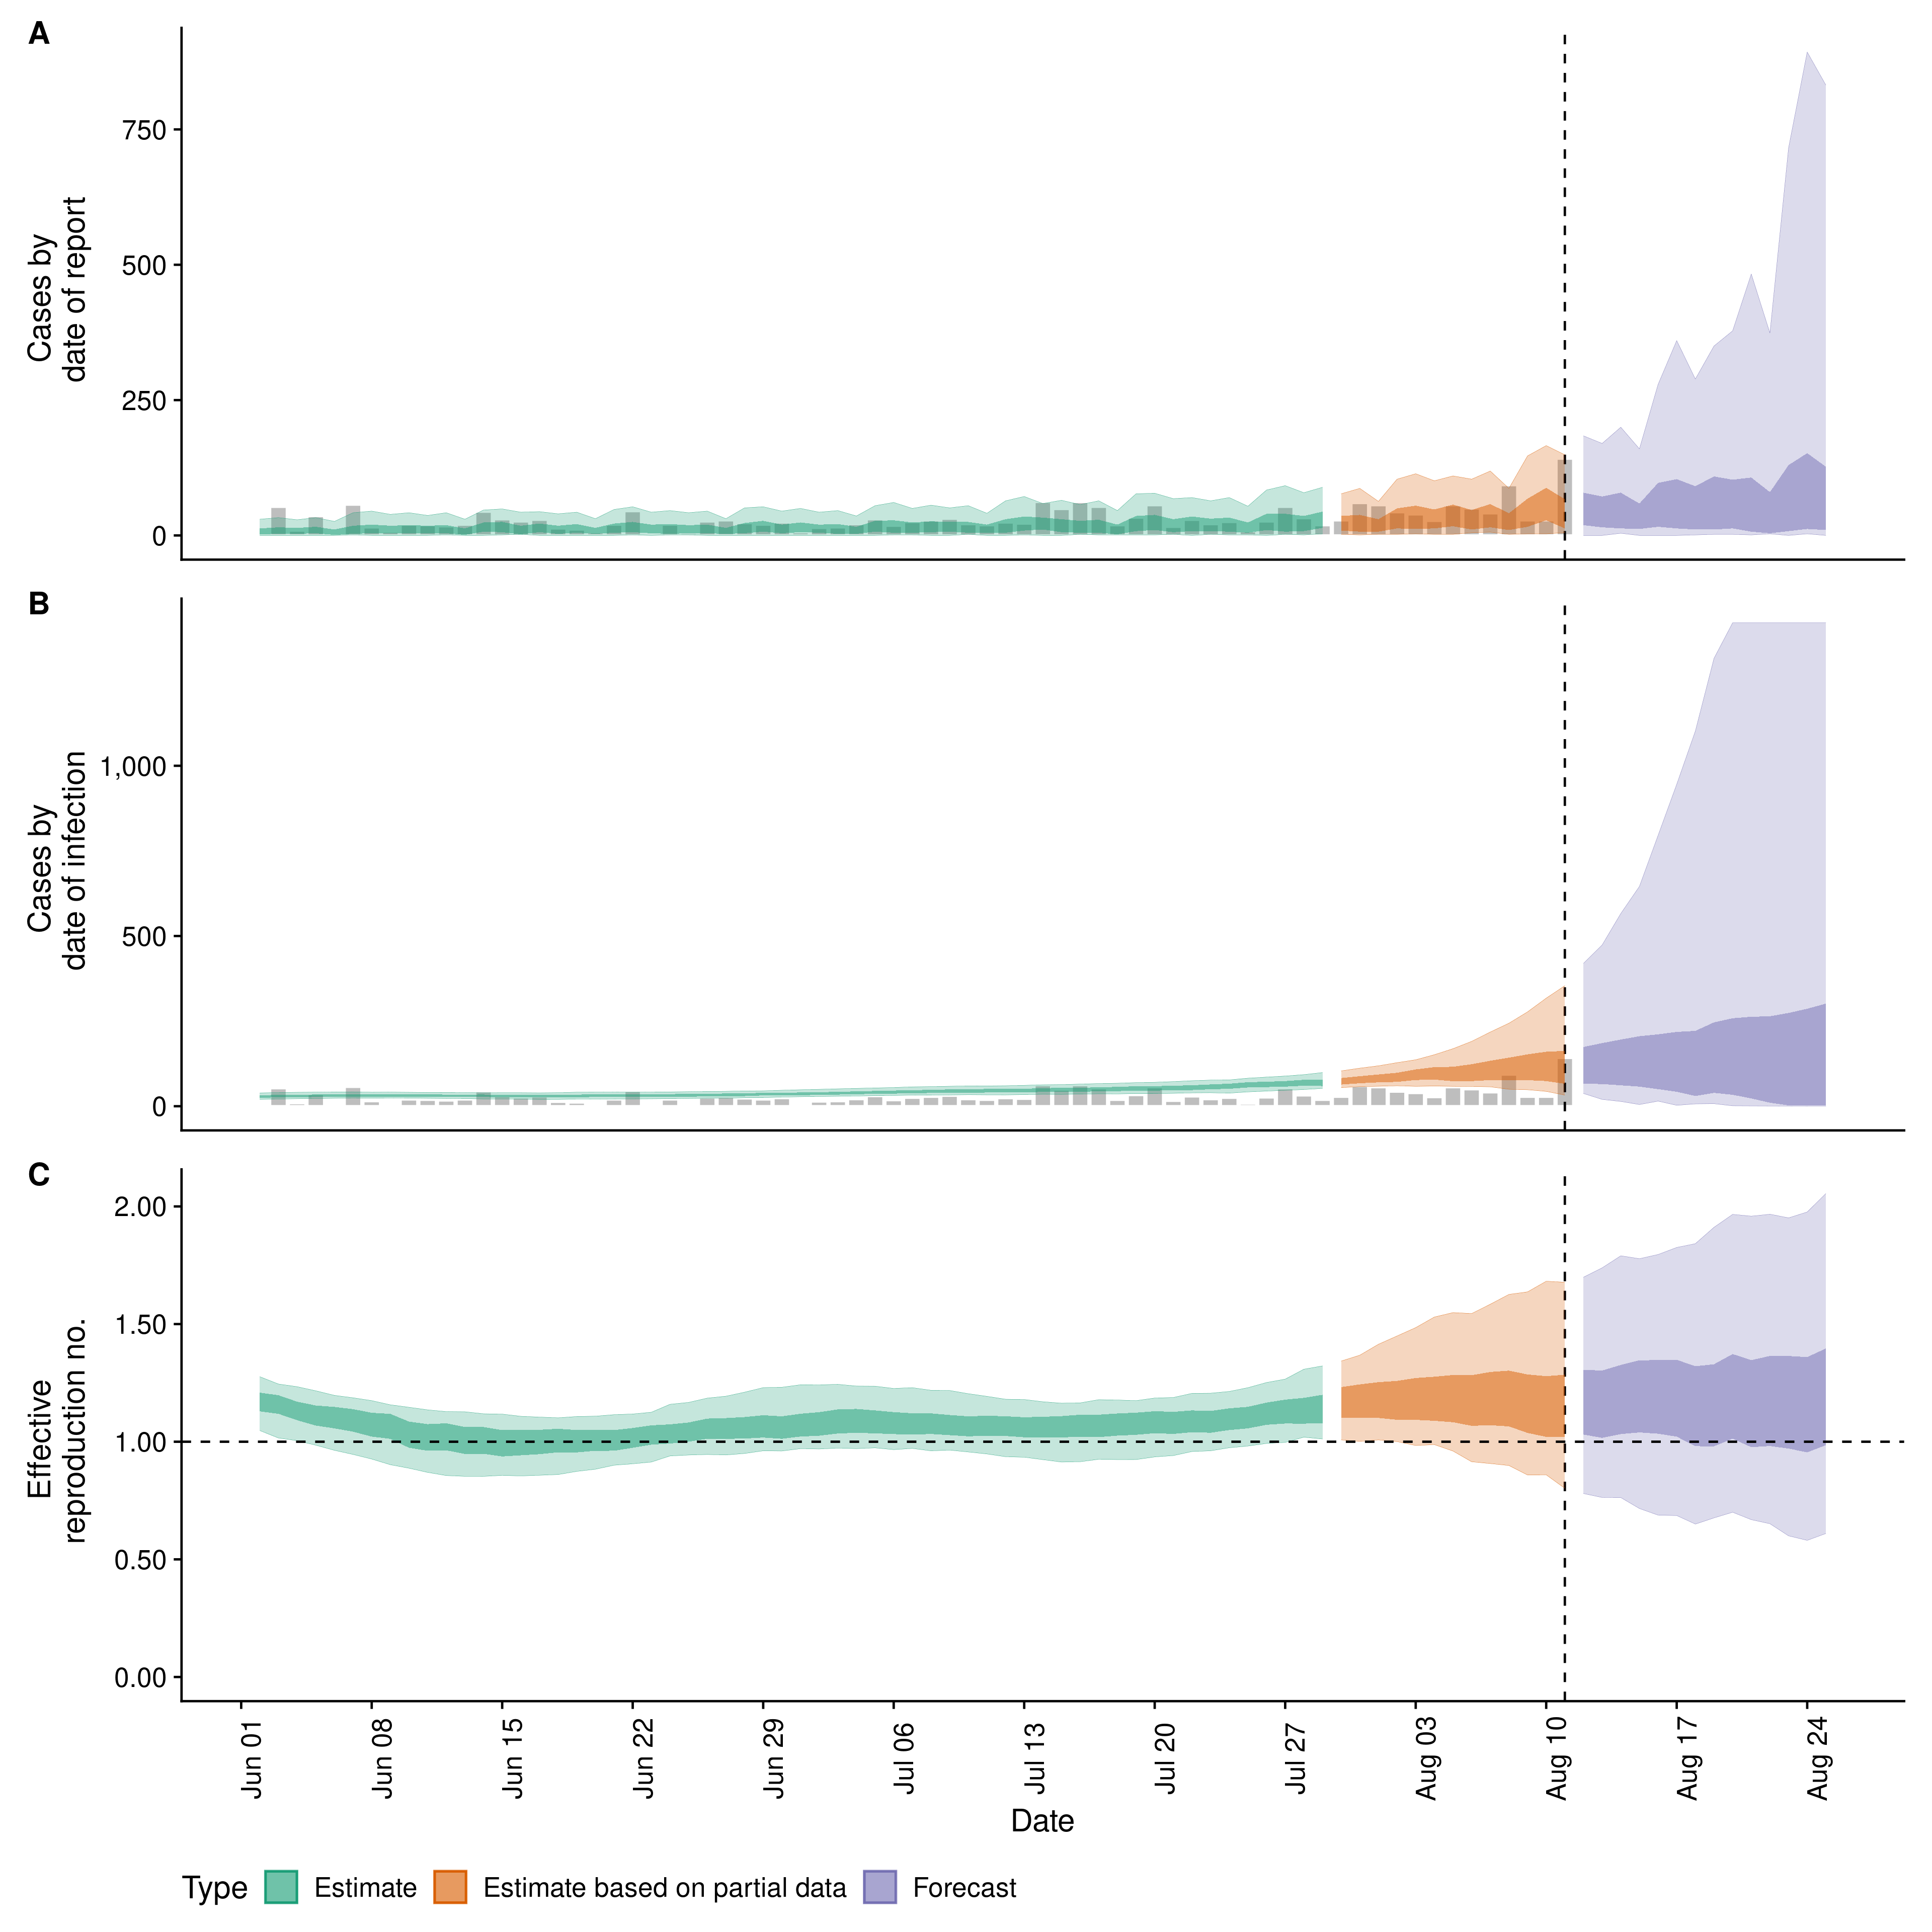 A
Cases by
date of report
750
500
250
0
B
Cases by
date of infection
1,000
500
0
C
Effective
reproduction no.
2.00
1.50
1.00
0.50
0.00
Jun 01
Jun 08
Jun 15
Jun 22
Jun 29
Jul 06
Jul 13
Jul 20
Jul 27
Aug 03
Aug 10
Aug 17
Aug 24
Date
Type Estimate Estimate based on partial data Forecast